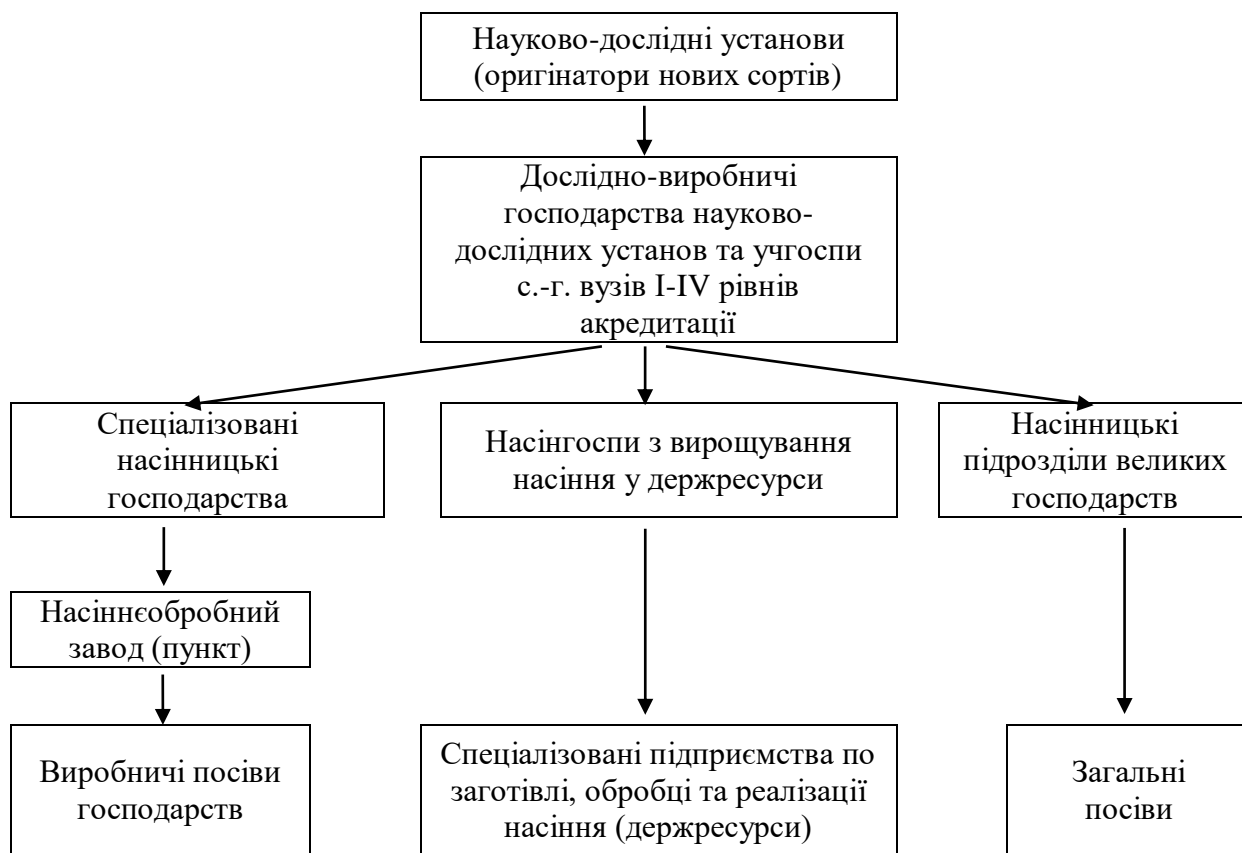 Науково-дослідні установи
(оригінатори нових сортів)
Дослідно-виробничі
господарства науково-
дослідних установ та учгоспи
с.-г. вузів I-IV рівнів
акредитації
Спеціалізовані
насінницькі
господарства
Насінгоспи з вирощування
насіння у держресурси
Насінницькі
підрозділи великих
господарств
Насіннєобробний
завод (пункт)
Виробничі посіви
господарств
Спеціалізовані підприємства по
заготівлі, обробці та реалізації
насіння (держресурси)
Загальні
посіви